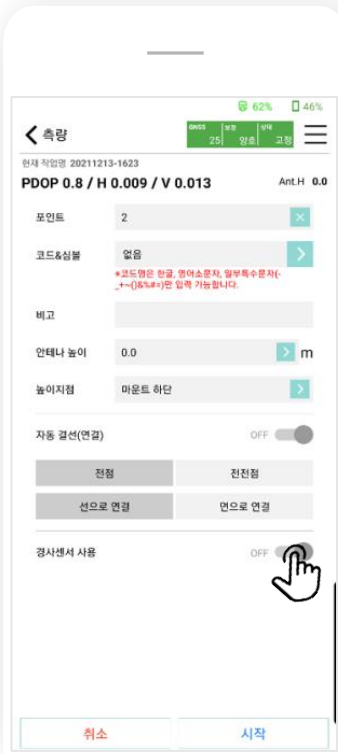 62% 46%
측량
GNSS 25 보정 양호 상태 고정
현재 작업명 20211213-1623
PDOP 0.8 / H 0.009 / V 0.013 Ant.H 0.0
포인트 2
코드&심볼 없음
*코드명은 한글, 영어소문자, 일부특수문자(-
_+~()&%#=)만 입력 가능합니다.
비고
안테나 높이 0.0 m
높이지점 마운트 하단
자동 결선(연결) OFF
전점 전전점
선으로 연결 면으로 연결
경사센서 사용 OFF
취소 시작